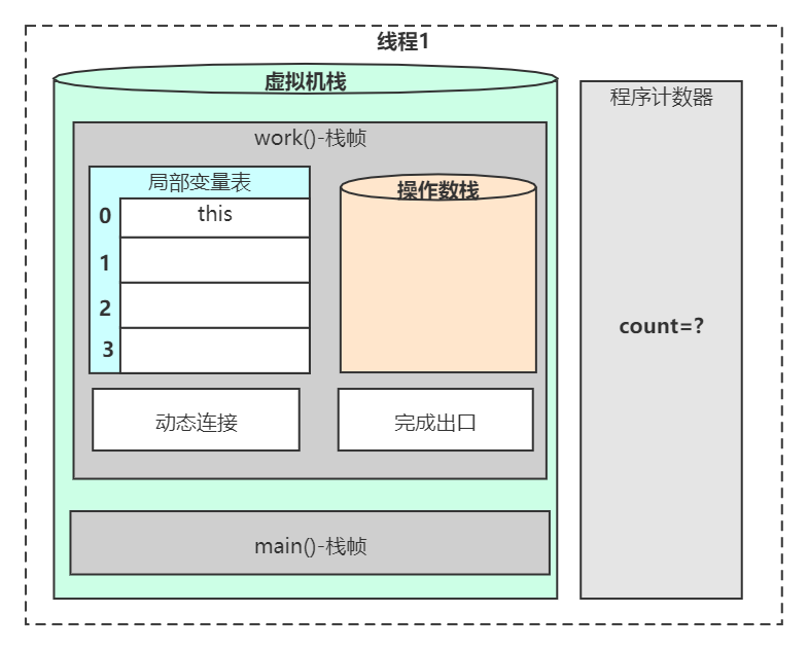 线程1
虚拟机栈
程序计数器
work()-栈帧
局部变量表
操作数栈
0
this
1
2
3
count=?
动态连接
完成出口
main()-栈帧